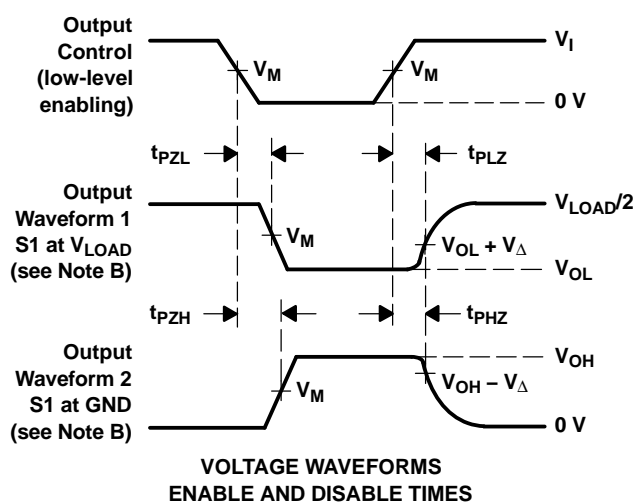 Output
Control
(low-level
enabling)
V_M
V_M
V_I
0 V
t_PZL
t_PLZ
Output
Waveform 1
S1 at V_LOAD
(see Note B)
V_M
V_LOAD/2
V_OL + V_Δ
V_OL
t_PZH
t_PHZ
Output
Waveform 2
S1 at GND
(see Note B)
V_M
V_OH
V_OH − V_Δ
0 V
VOLTAGE WAVEFORMS
ENABLE AND DISABLE TIMES